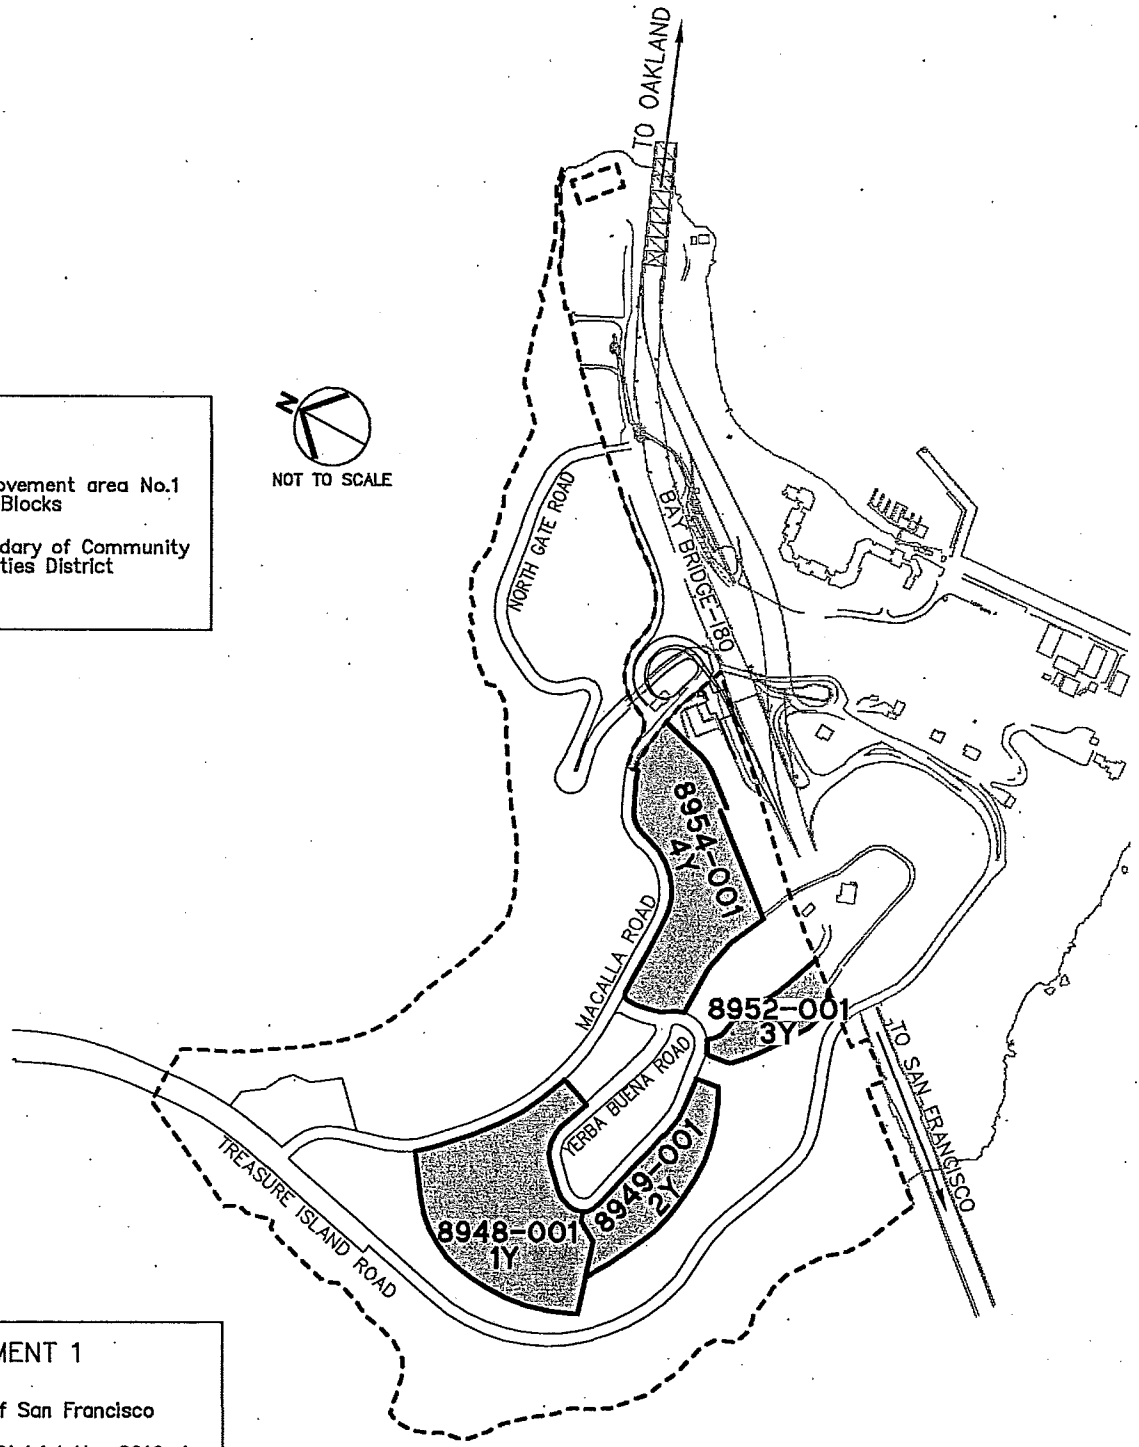 TO OAKLAND
N
NOT TO SCALE
ovement area No.1
Blocks
dary of Community
ties District
NORTH GATE ROAD
BAY BRIDGE-I80
8954-001
4Y
MACALLA ROAD
8952-001
3Y
YERBA BUENA ROAD
TO SAN FRANCISCO
8949-001
2Y
TREASURE ISLAND ROAD
8948-001
1Y
MENT 1
f San Francisco